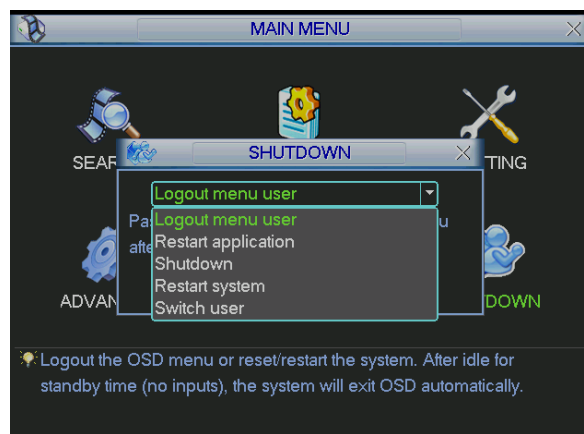 MAIN MENU
SEAR
TING
SHUTDOWN
Logout menu user
Pa
u
Logout menu user
afte
Restart application
Shutdown
Restart system
Switch user
ADVAN
DOWN
Logout the OSD menu or reset/restart the system. After idle for
standby time (no inputs), the system will exit OSD automatically.